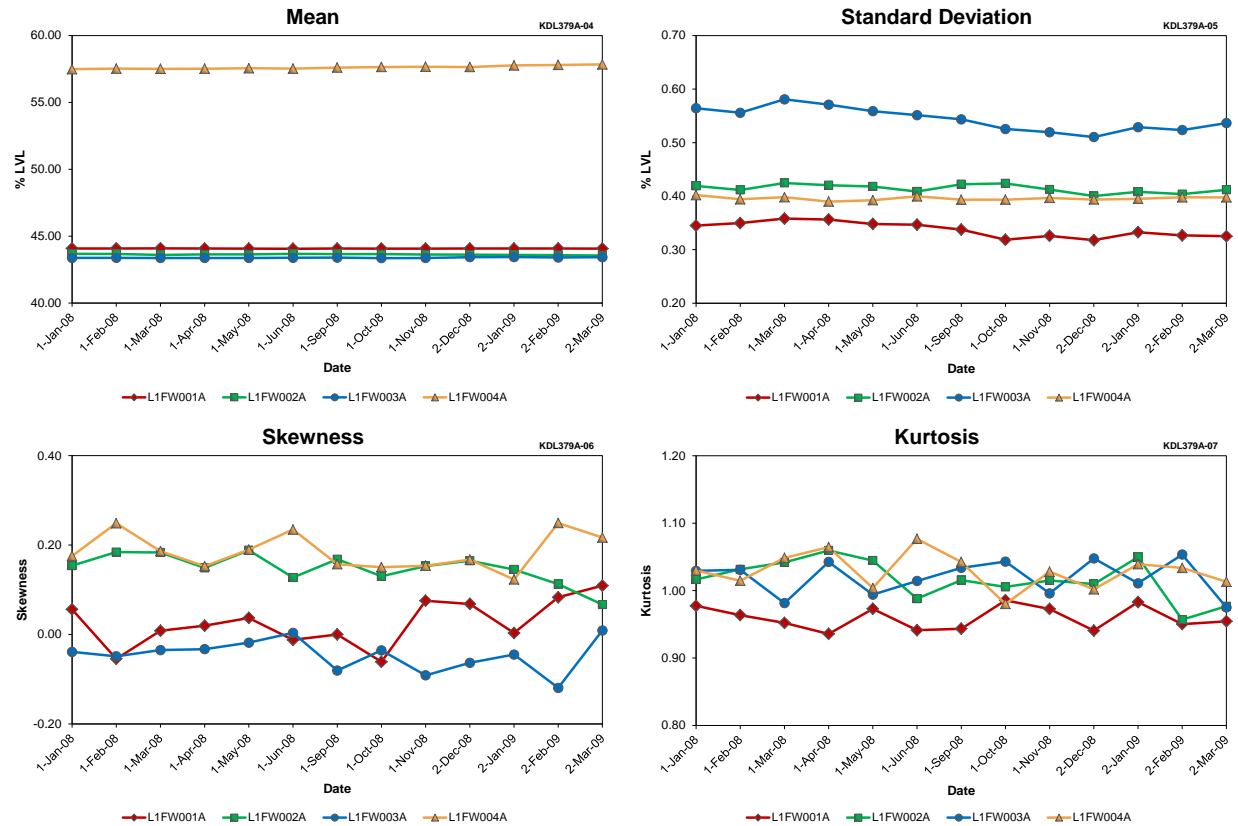 Mean
KDL379A-04
60.00
55.00
50.00
45.00
40.00
% LVL
1-Jan-08
1-Feb-08
1-Mar-08
1-Apr-08
1-May-08
1-Jun-08
1-Sep-08
1-Oct-08
1-Nov-08
2-Dec-08
2-Jan-09
2-Feb-09
2-Mar-09
Date
L1FW001A L1FW002A L1FW003A L1FW004A
Standard Deviation
KDL379A-05
0.70
0.60
0.50
0.40
0.30
0.20
% LVL
1-Jan-08
1-Feb-08
1-Mar-08
1-Apr-08
1-May-08
1-Jun-08
1-Sep-08
1-Oct-08
1-Nov-08
2-Dec-08
2-Jan-09
2-Feb-09
2-Mar-09
Date
L1FW001A L1FW002A L1FW003A L1FW004A
Skewness
KDL379A-06
0.40
0.20
0.00
-0.20
Skewness
1-Jan-08
1-Feb-08
1-Mar-08
1-Apr-08
1-May-08
1-Jun-08
1-Sep-08
1-Oct-08
1-Nov-08
2-Dec-08
2-Jan-09
2-Feb-09
2-Mar-09
Date
L1FW001A L1FW002A L1FW003A L1FW004A
Kurtosis
KDL379A-07
1.20
1.10
1.00
0.90
0.80
Kurtosis
1-Jan-08
1-Feb-08
1-Mar-08
1-Apr-08
1-May-08
1-Jun-08
1-Sep-08
1-Oct-08
1-Nov-08
2-Dec-08
2-Jan-09
2-Feb-09
2-Mar-09
Date
L1FW001A L1FW002A L1FW003A L1FW004A